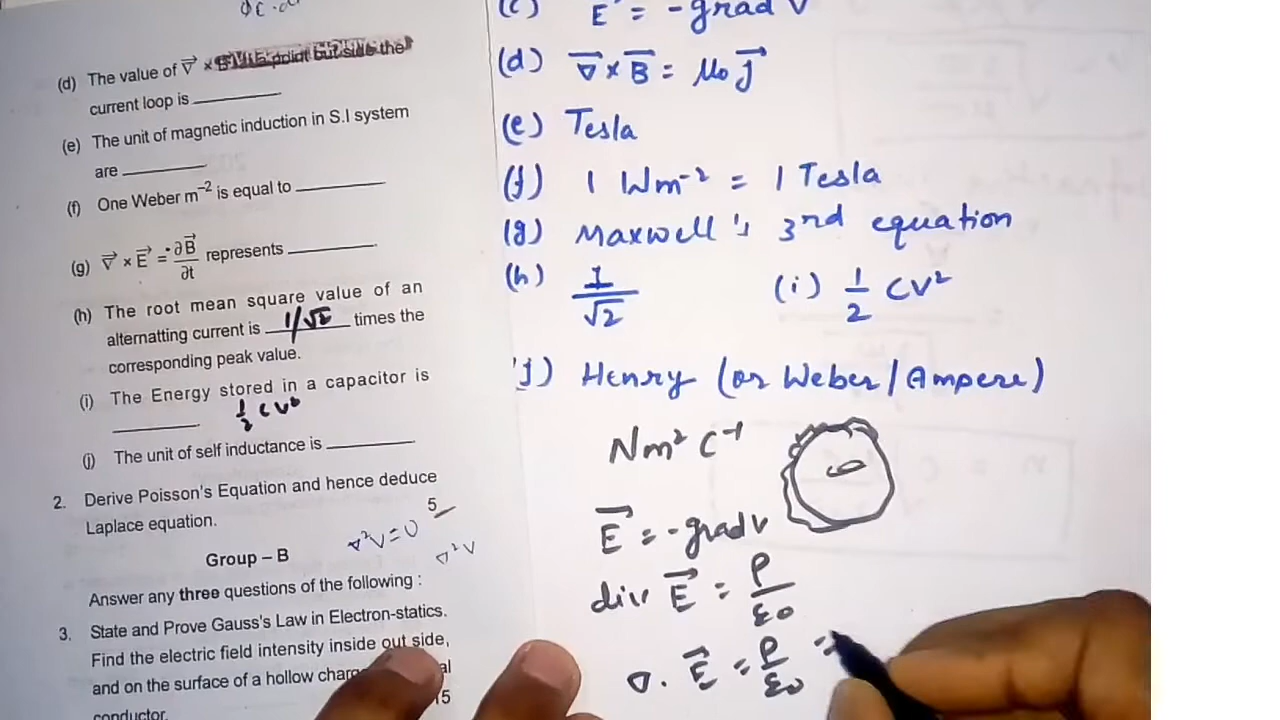 (d) The value of ∇⃗ × point but side the
current loop is ________
(e) The unit of magnetic induction in S.I system
are ________
(f) One Weber m⁻² is equal to ________
(g) ∇⃗ × E⃗ = ∂B⃗/∂t represents ________
(h) The root mean square value of an
alternatting current is 1/√2 times the
corresponding peak value.
(i) The Energy stored in a capacitor is
________ 1/2 CV²
(j) The unit of self inductance is ________
2. Derive Poisson's Equation and hence deduce
Laplace equation. 5
∇²V = 0
∇²V
Group – B
Answer any three questions of the following :
3. State and Prove Gauss's Law in Electron-statics.
Find the electric field intensity inside out side,
and on the surface of a hollow
conductor. 15
(c) E⃗ = -grad V
(d) ∇⃗ × B⃗ = μ₀ J⃗
(e) Tesla
(f) 1 Wm⁻² = 1 Tesla
(g) Maxwell's 3rd equation
(h) 1/√2 (i) 1/2 CV²
(j) Henry (or Weber/Ampere)
Nm² C⁻¹
E⃗ = -grad V
div E⃗ = ρ/ε₀
∇. E⃗ = ρ/ε₀ =